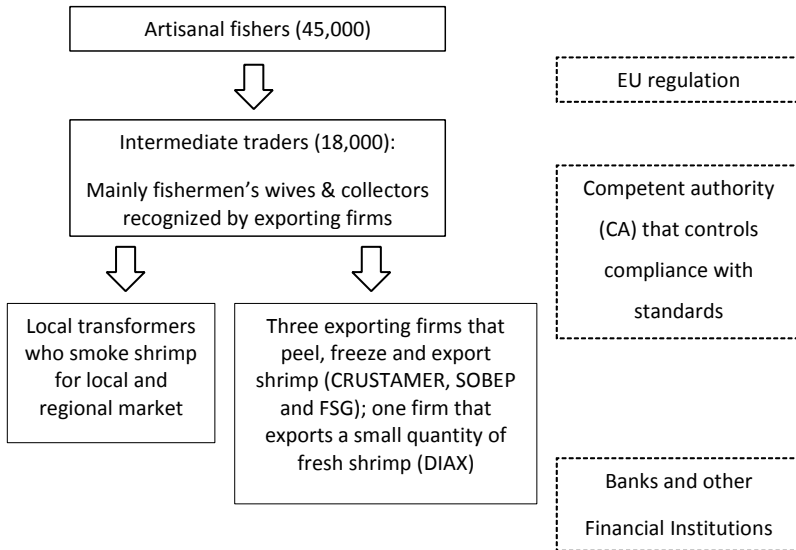 Artisanal fishers (45,000)
EU regulation
Intermediate traders (18,000):
Mainly fishermen’s wives & collectors
recognized by exporting firms
Competent authority
(CA) that controls
compliance with
standards
Local transformers
who smoke shrimp
for local and
regional market
Three exporting firms that
peel, freeze and export
shrimp (CRUSTAMER, SOBEP
and FSG); one firm that
exports a small quantity of
fresh shrimp (DIAX)
Banks and other
Financial Institutions